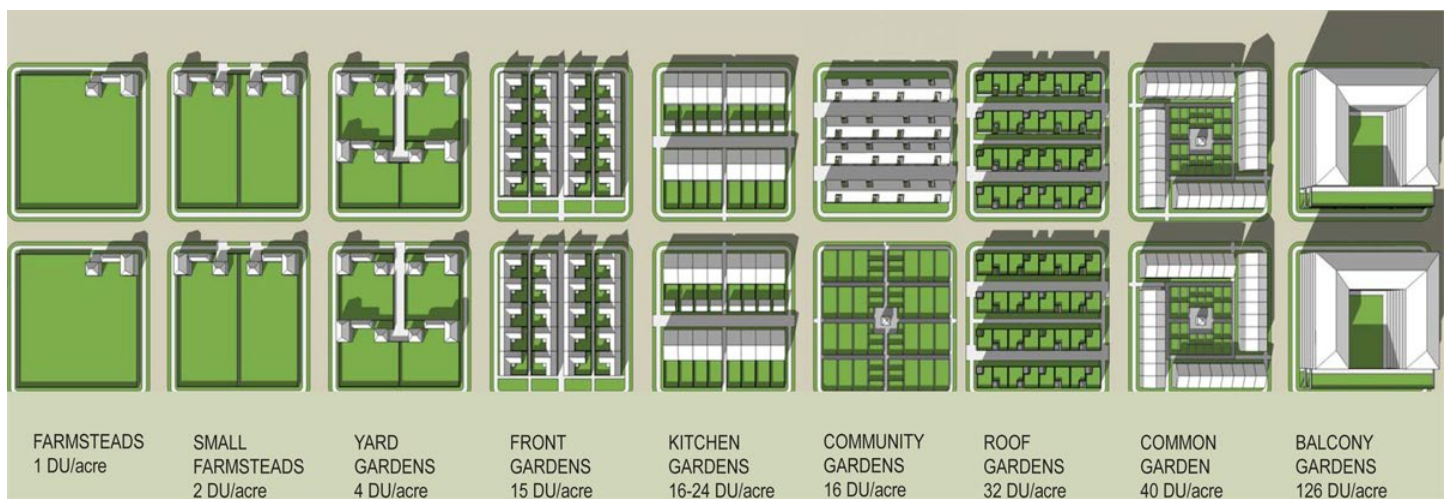 FARMSTEADS
1 DU/acre
SMALL
FARMSTEADS
2 DU/acre
YARD
GARDENS
4 DU/acre
FRONT
GARDENS
15 DU/acre
KITCHEN
GARDENS
16-24 DU/acre
COMMUNITY
GARDENS
16 DU/acre
ROOF
GARDENS
32 DU/acre
COMMON
GARDEN
40 DU/acre
BALCONY
GARDENS
126 DU/acre